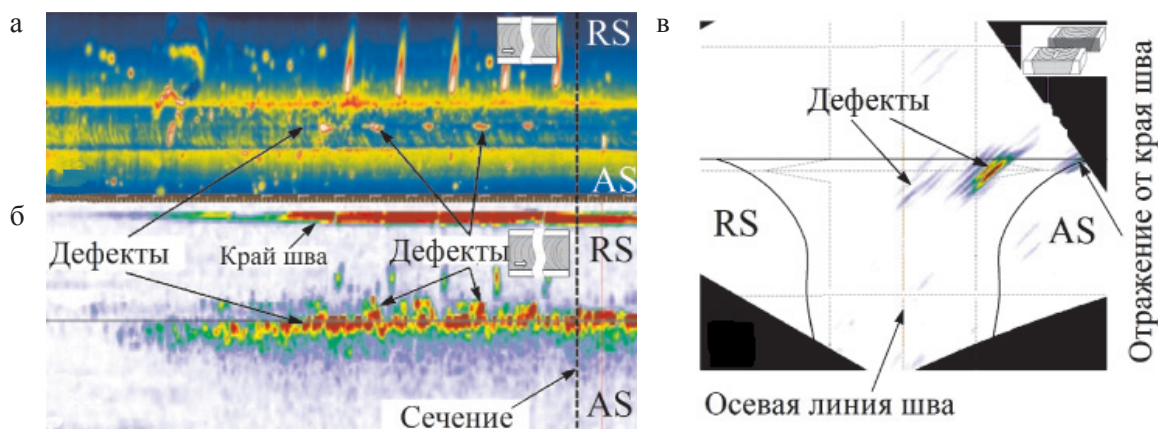 а
RS
AS
б
Дефекты
Край шва
Дефекты
RS
Сечение
AS
в
Дефекты
RS
AS
Отражение от края шва
Осевая линия шва